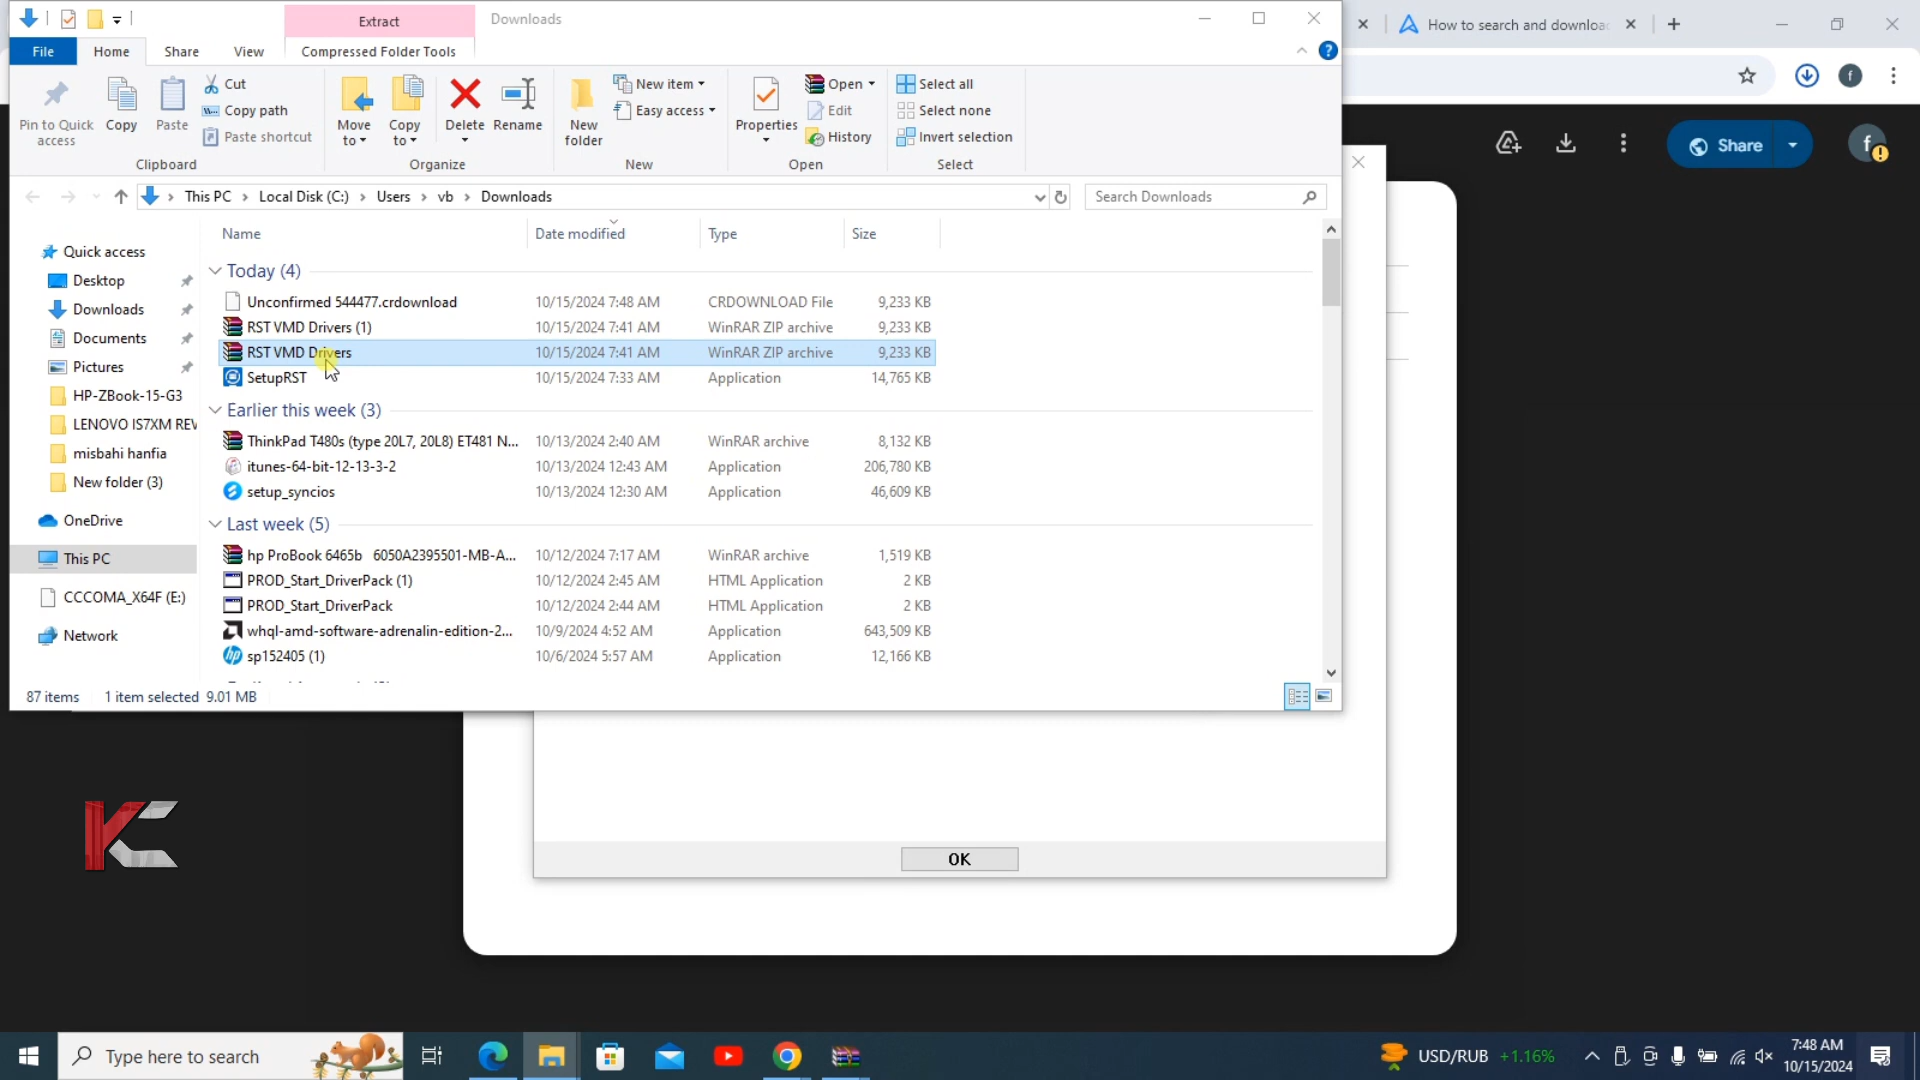 Extract
Downloads
How to search and downloa
File
Home
Share
View
Compressed Folder Tools
Pin to Quick access
Copy
Paste
Cut
Copy path
Paste shortcut
Move to
Copy to
Delete
Rename
New folder
New item
Easy access
Properties
Open
Edit
History
Select all
Select none
Invert selection
Clipboard
Organize
New
Open
Select
Share
f
This PC > Local Disk (C:) > Users > vb > Downloads
Search Downloads
Name
Date modified
Type
Size
Quick access
Desktop
Downloads
Documents
Pictures
HP-ZBook-15-G3
LENOVO IS7XM REV
misbahi hanfia
New folder (3)
OneDrive
This PC
CCCOMA_X64F (E:)
Network
Today (4)
Unconfirmed 544477.crdownload 10/15/2024 7:48 AM CRDOWNLOAD File 9,233 KB
RST VMD Drivers (1) 10/15/2024 7:41 AM WinRAR ZIP archive 9,233 KB
RST VMD Drivers 10/15/2024 7:41 AM WinRAR ZIP archive 9,233 KB
SetupRST 10/15/2024 7:33 AM Application 14,765 KB
Earlier this week (3)
ThinkPad T480s (type 20L7, 20L8) ET481 N... 10/13/2024 2:40 AM WinRAR archive 8,132 KB
itunes-64-bit-12-13-3-2 10/13/2024 12:43 AM Application 206,780 KB
setup_syncios 10/13/2024 12:30 AM Application 46,609 KB
Last week (5)
hp ProBook 6465b 6050A2395501-MB-A... 10/12/2024 7:17 AM WinRAR archive 1,519 KB
PROD_Start_DriverPack (1) 10/12/2024 2:45 AM HTML Application 2 KB
PROD_Start_DriverPack 10/12/2024 2:44 AM HTML Application 2 KB
whql-amd-software-adrenalin-edition-2... 10/9/2024 4:52 AM Application 643,509 KB
sp152405 (1) 10/6/2024 5:57 AM Application 12,166 KB
87 items
1 item selected 9.01 MB
KC
OK
Type here to search
USD/RUB +1.16%
7:48 AM
10/15/2024